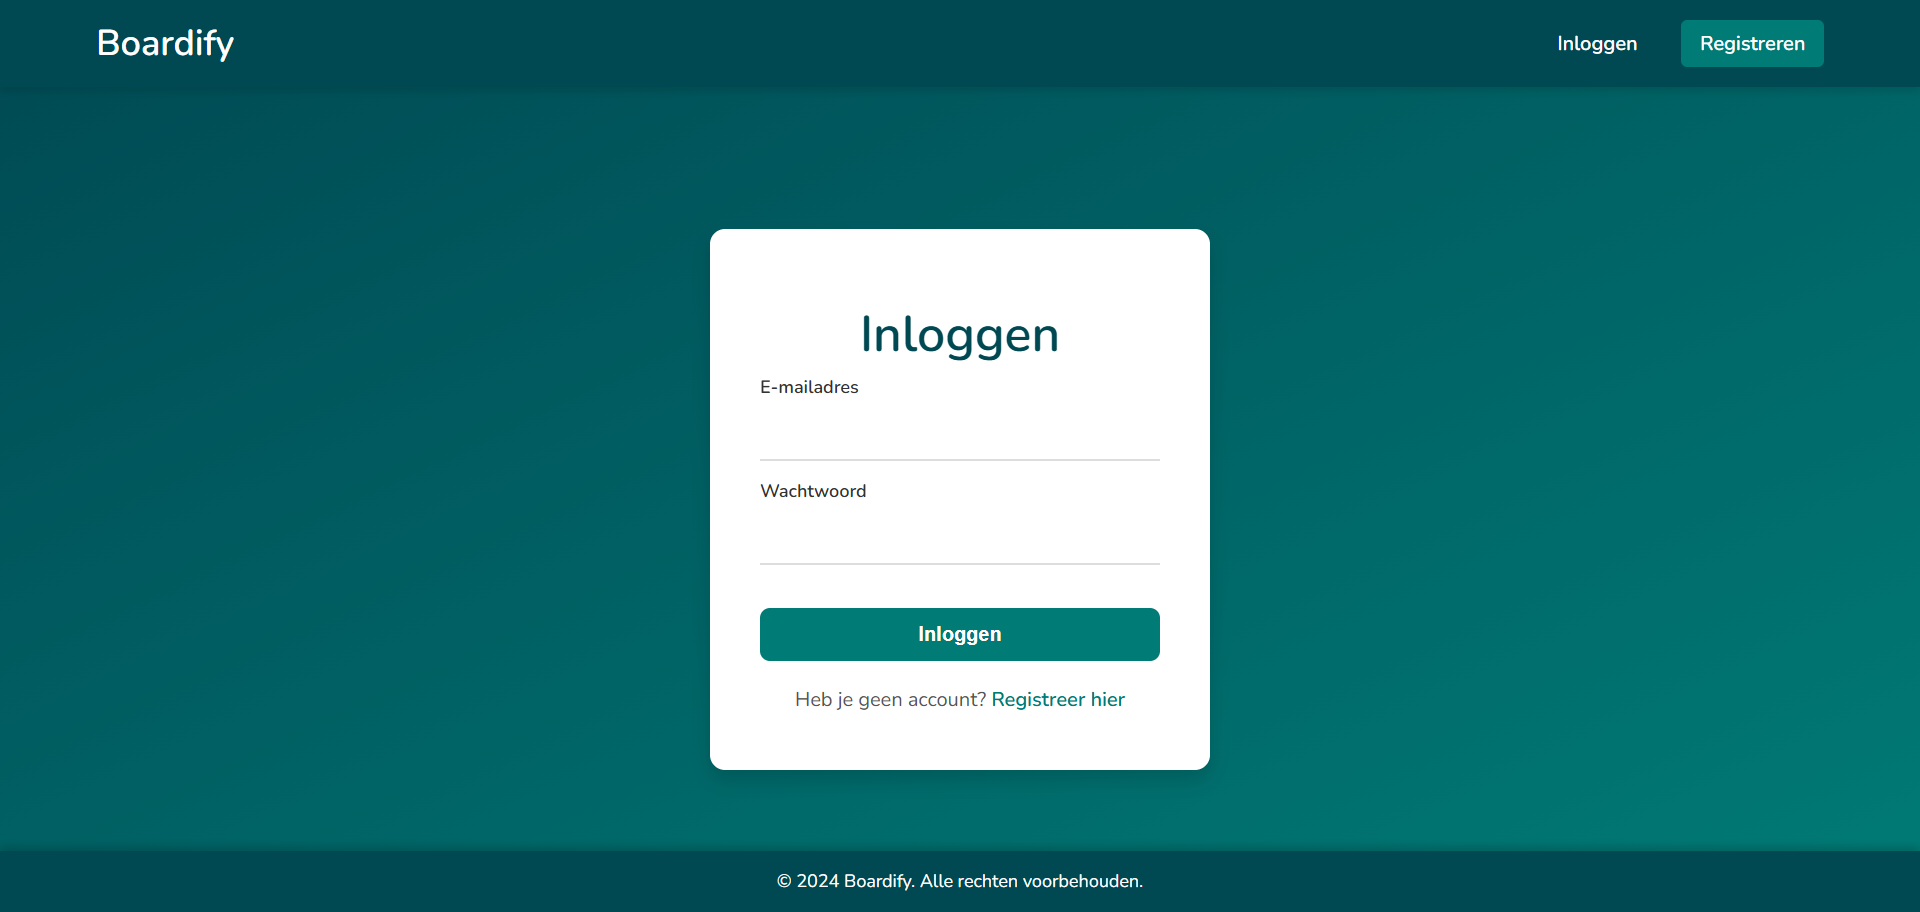 Boardify
Inloggen
Registreren
Inloggen
E-mailadres
Wachtwoord
Inloggen
Heb je geen account? Registreer hier
© 2024 Boardify. Alle rechten voorbehouden.